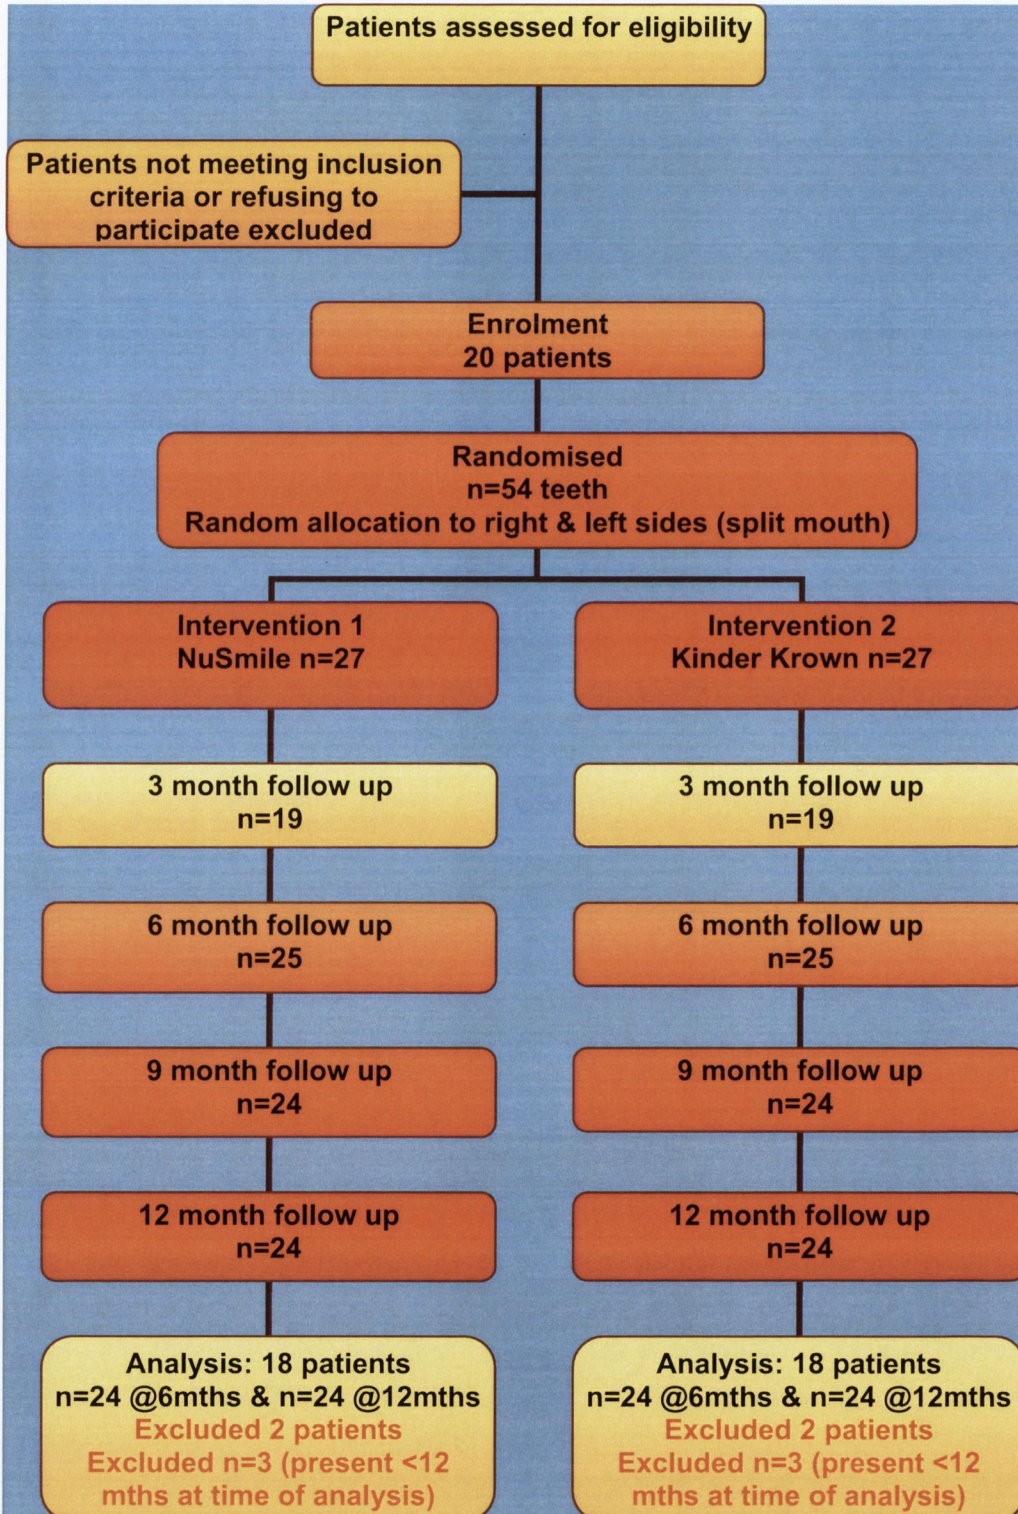 Patients assessed for eligibility
Patients not meeting inclusion
criteria or refusing to
participate excluded
Enrolment
20 patients
Randomised
n=54 teeth
Random allocation to right & left sides (split mouth)
Intervention 1
NuSmile n=27
Intervention 2
Kinder Krown n=27
3 month follow up
n=19
3 month follow up
n=19
6 month follow up
n=25
6 month follow up
n=25
9 month follow up
n=24
9 month follow up
n=24
12 month follow up
n=24
12 month follow up
n=24
Analysis: 18 patients
n=24 @6mths & n=24 @12mths
Excluded 2 patients
Excluded n=3 (present <12
mths at time of analysis)
Analysis: 18 patients
n=24 @6mths & n=24 @12mths
Excluded 2 patients
Excluded n=3 (present <12
mths at time of analysis)